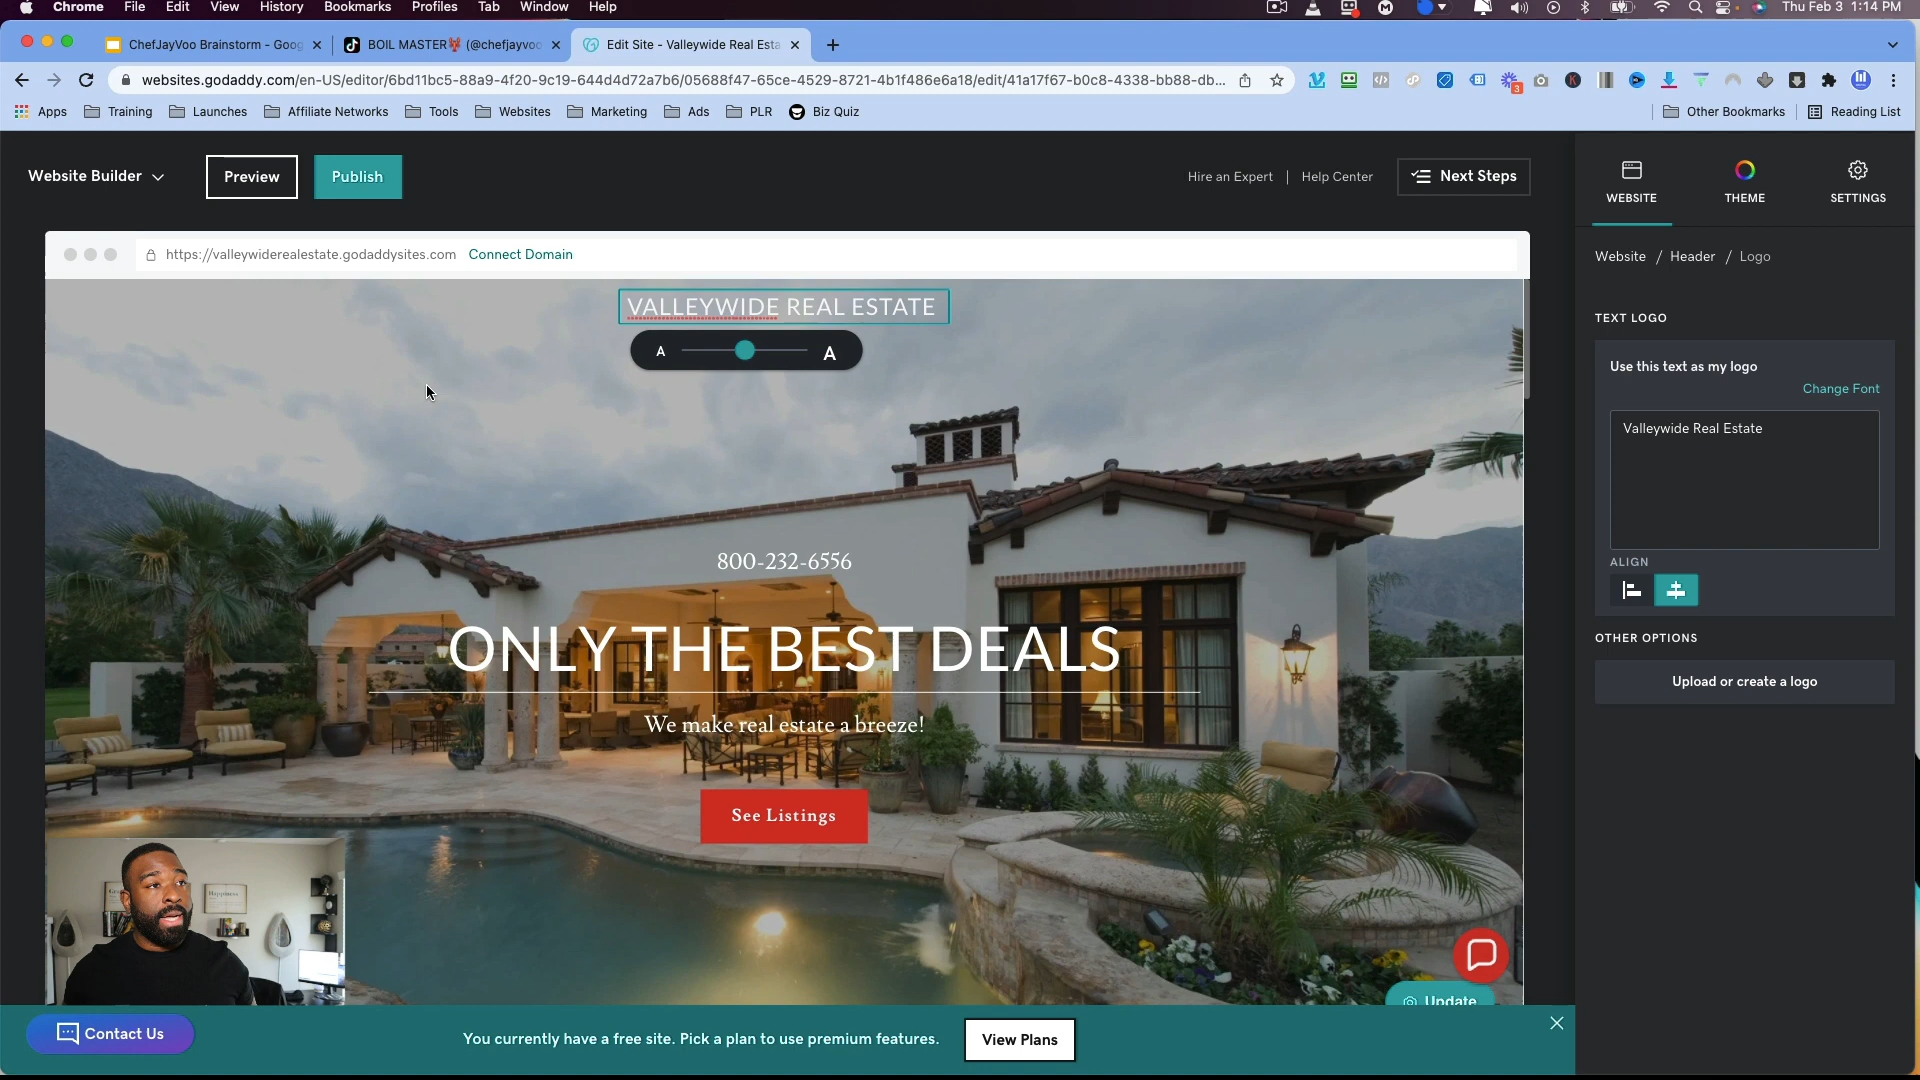 Chrome File Edit View History Bookmarks Profiles Tab Window Help Thu Feb 3 1:14 PM
ChefJayVoo Brainstorm - Goog BOIL MASTER🦞 (@chefjayvoo Edit Site - Valleywide Real Esta
websites.godaddy.com/en-US/editor/6bd11bc5-88a9-4f20-9c19-644d4d72a7b6/05688f47-65ce-4529-8721-4b1f486e6a18/edit/41a17f67-b0c8-4338-bb88-db... 3
Apps Training Launches Affiliate Networks Tools Websites Marketing Ads PLR Biz Quiz Other Bookmarks Reading List
Website Builder Preview Publish Hire an Expert | Help Center Next Steps
WEBSITE THEME SETTINGS
https://valleywiderealestate.godaddysites.com Connect Domain
Website / Header / Logo
VALLEYWIDE REAL ESTATE
A A
TEXT LOGO
Use this text as my logo
Change Font
Valleywide Real Estate
800-232-6556
ALIGN
ONLY THE BEST DEALS
OTHER OPTIONS
Upload or create a logo
We make real estate a breeze!
See Listings
Update
Contact Us
You currently have a free site. Pick a plan to use premium features. View Plans